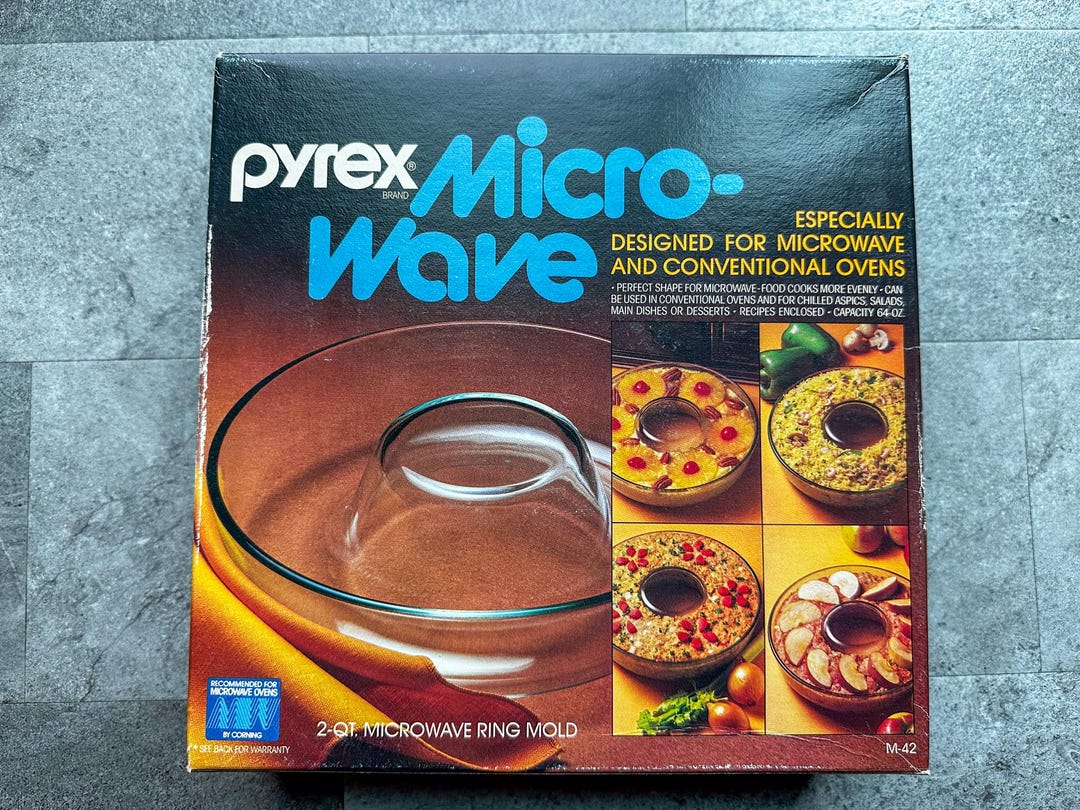 pyrex® Micro-
BRAND
Wave
ESPECIALLY
DESIGNED FOR MICROWAVE
AND CONVENTIONAL OVENS
• PERFECT SHAPE FOR MICROWAVE-FOOD COOKS MORE EVENLY • CAN
BE USED IN CONVENTIONAL OVENS AND FOR CHILLED ASPICS, SALADS,
MAIN DISHES OR DESSERTS • RECIPES ENCLOSED • CAPACITY 64 OZ.
RECOMMENDED FOR
MICROWAVE OVENS
MW
BY CORNING
* SEE BACK FOR WARRANTY
2-QT. MICROWAVE RING MOLD
M-42